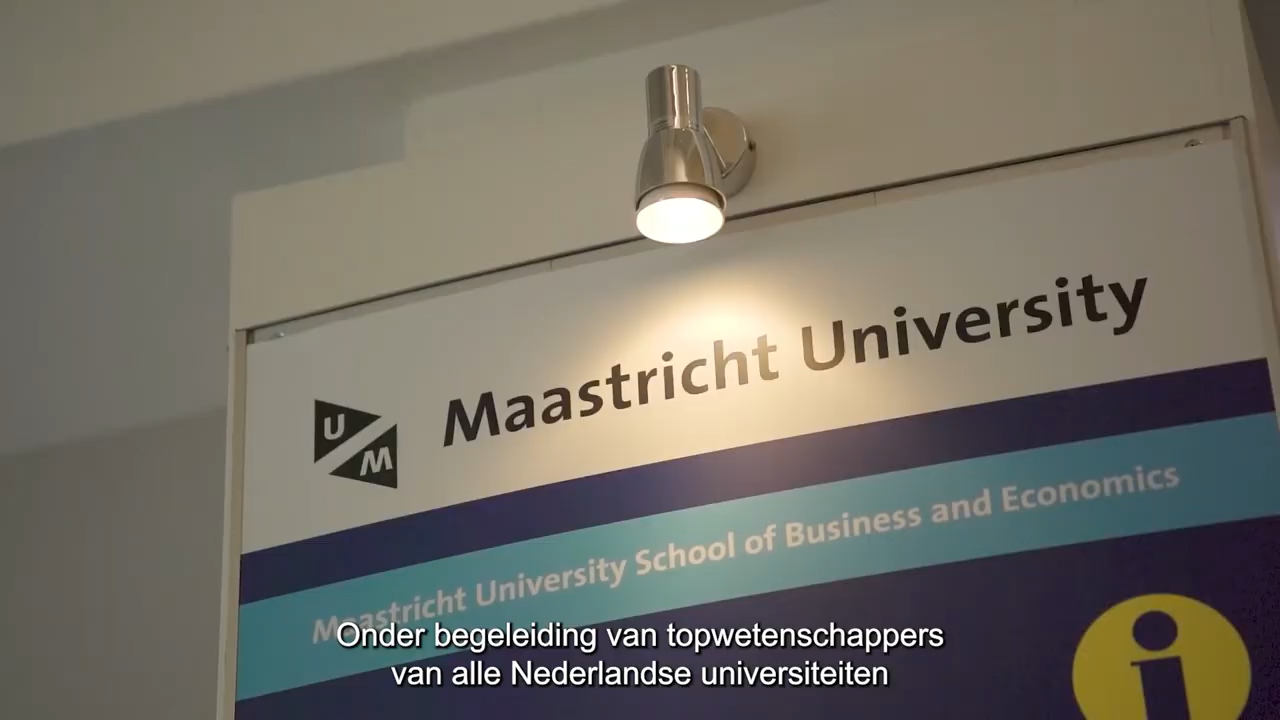 Maastricht University
U
M
Maastricht University School of Business and Economics
i
Onder begeleiding van topwetenschappers
van alle Nederlandse universiteiten